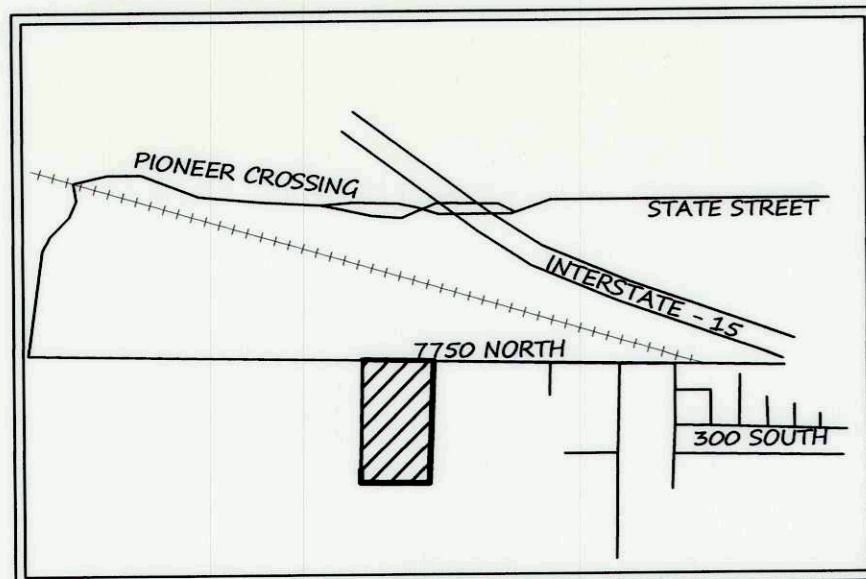 PIONEER CROSSING
STATE STREET
INTERSTATE - 15
7750 NORTH
300 SOUTH